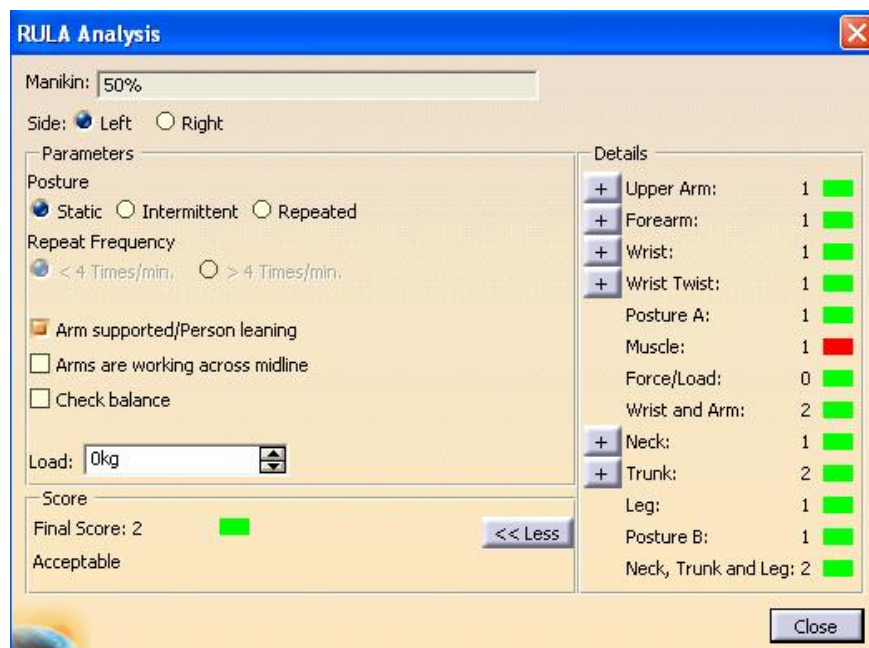 RULA Analysis
Manikin: 50%
Side: Left Right
Parameters
Posture
Static Intermittent Repeated
Repeat Frequency
< 4 Times/min. > 4 Times/min.
Arm supported/Person leaning
Arms are working across midline
Check balance
Load: 0kg
Score
Final Score: 2
<< Less
Acceptable
Details
+ Upper Arm: 1
+ Forearm: 1
+ Wrist: 1
+ Wrist Twist: 1
Posture A: 1
Muscle: 1
Force/Load: 0
Wrist and Arm: 2
+ Neck: 1
+ Trunk: 2
Leg: 1
Posture B: 1
Neck, Trunk and Leg: 2
Close